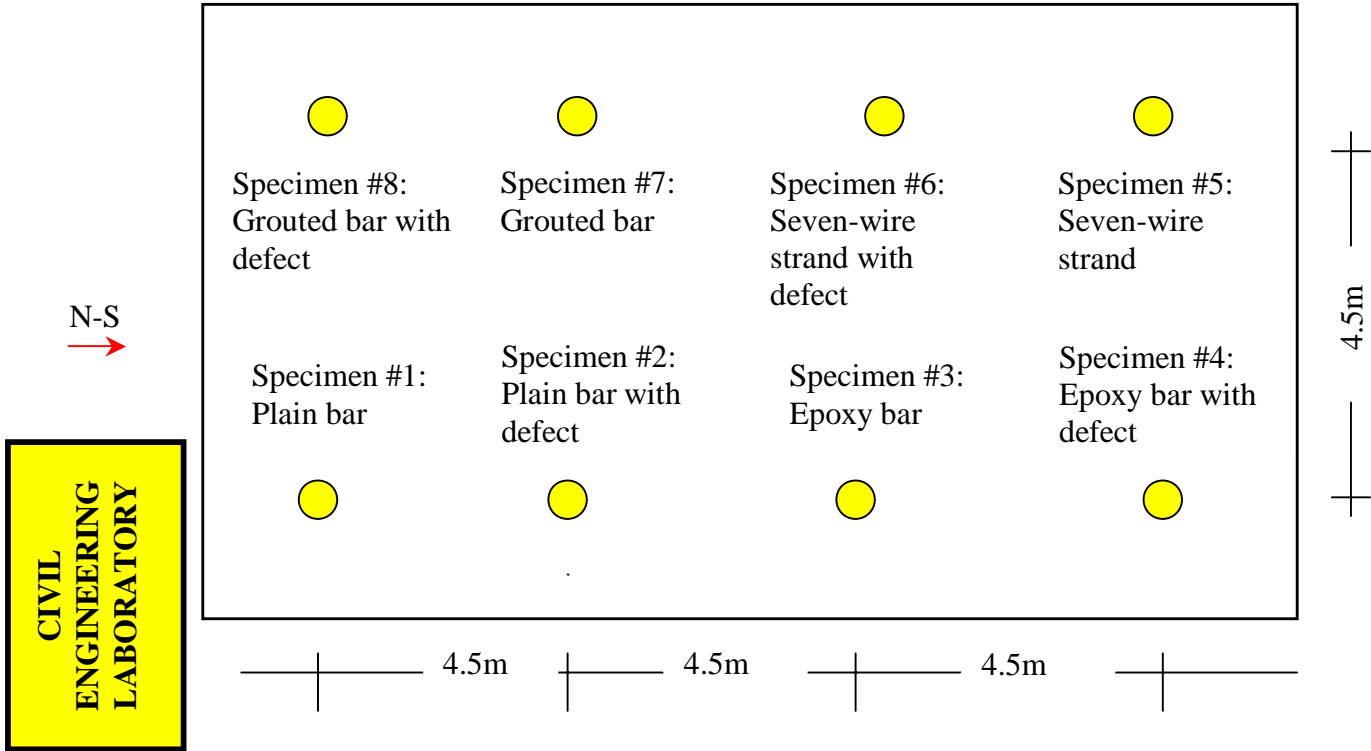 Specimen #8:
Grouted bar with
defect
Specimen #7:
Grouted bar
Specimen #6:
Seven-wire
strand with
defect
Specimen #5:
Seven-wire
strand
4.5m
N-S
Specimen #1:
Plain bar
Specimen #2:
Plain bar with
defect
Specimen #3:
Epoxy bar
Specimen #4:
Epoxy bar with
defect
CIVIL
ENGINEERING
LABORATORY
4.5m
4.5m
4.5m